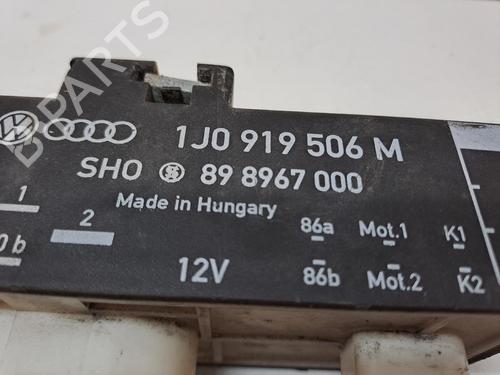 B-PARTS
1J0 919 506 M
SHO 89 8967 000
Made in Hungary
1
2
0 b
12V
86a Mot.1 K1
86b Mot.2 K2